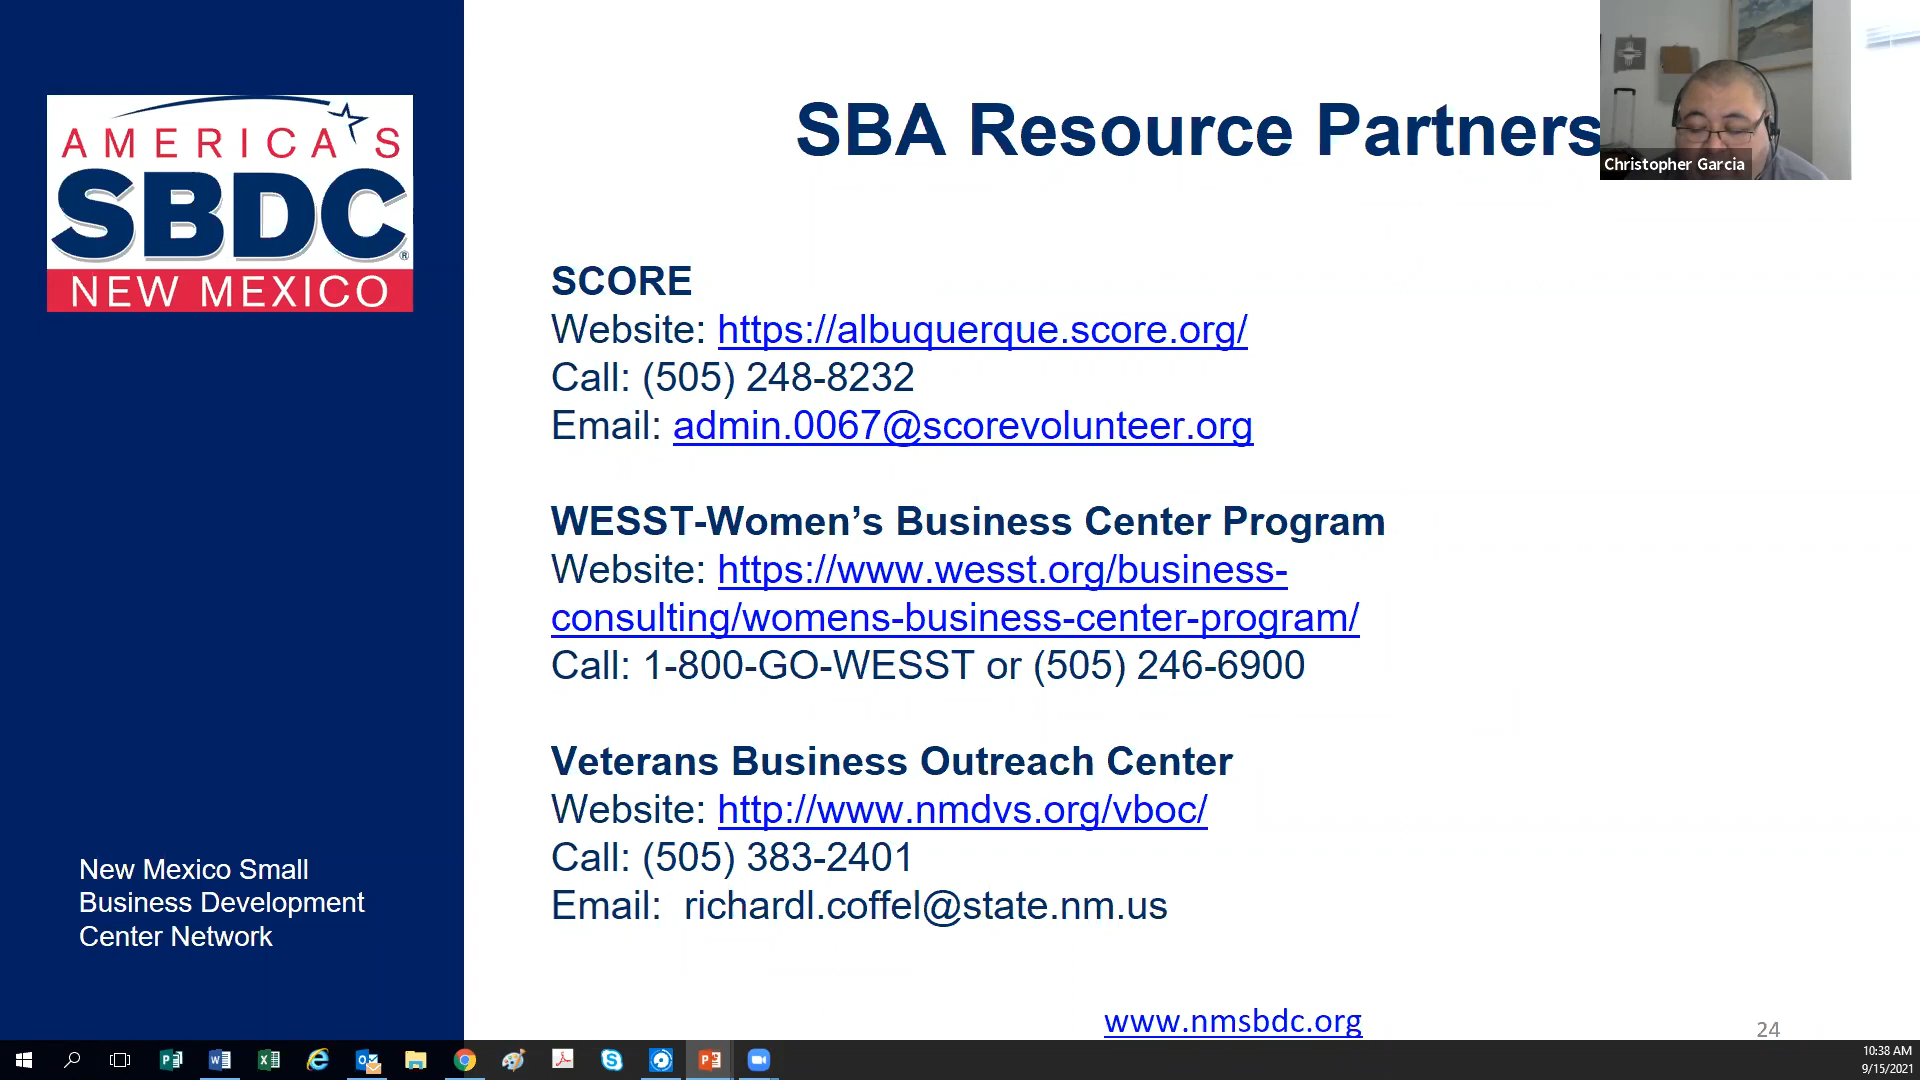 AMERICA'S
SBDC®
NEW MEXICO
New Mexico Small
Business Development
Center Network
SBA Resource Partners
Christopher Garcia
SCORE
Website: https://albuquerque.score.org/
Call: (505) 248-8232
Email: admin.0067@scorevolunteer.org
WESST-Women’s Business Center Program
Website: https://www.wesst.org/business-
consulting/womens-business-center-program/
Call: 1-800-GO-WESST or (505) 246-6900
Veterans Business Outreach Center
Website: http://www.nmdvs.org/vboc/
Call: (505) 383-2401
Email: richardl.coffel@state.nm.us
www.nmsbdc.org
24
10:38 AM
9/15/2021